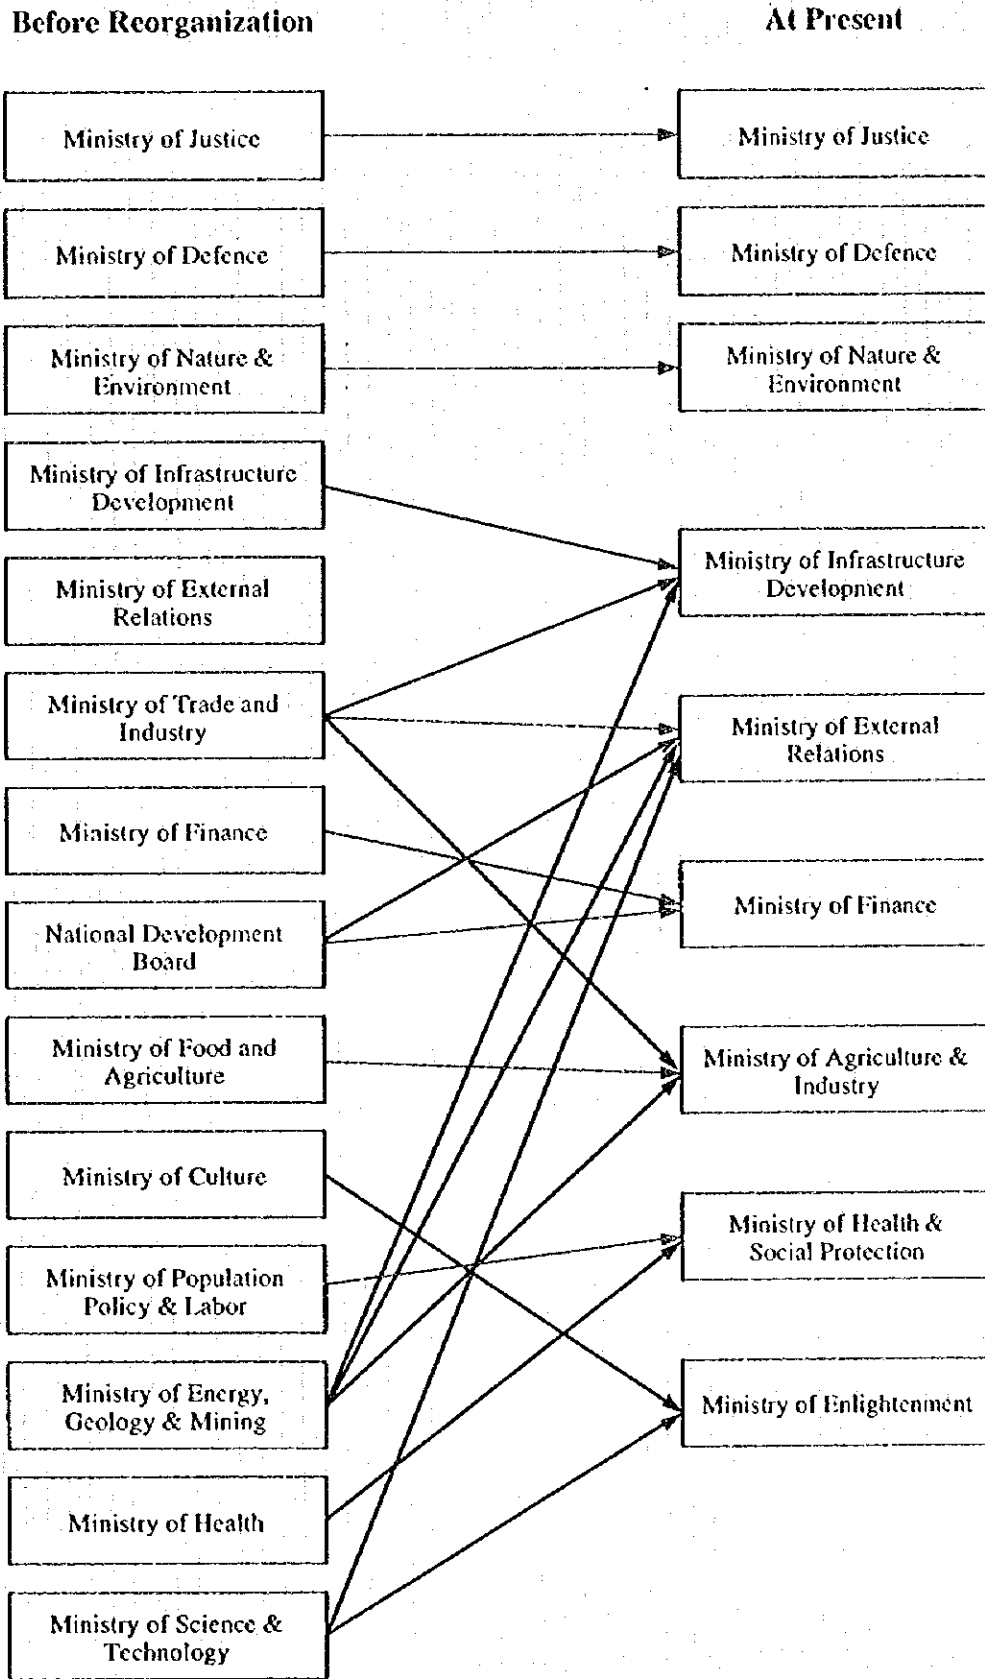 Before Reorganization
Ministry of Justice
Ministry of Defence
Ministry of Nature &
Environment
Ministry of Infrastructure
Development
Ministry of External
Relations
Ministry of Trade and
Industry
Ministry of Finance
National Development
Board
Ministry of Food and
Agriculture
Ministry of Culture
Ministry of Population
Policy & Labor
Ministry of Energy,
Geology & Mining
Ministry of Health
Ministry of Science &
Technology
At Present
Ministry of Justice
Ministry of Defence
Ministry of Nature &
Environment
Ministry of Infrastructure
Development
Ministry of External
Relations
Ministry of Finance
Ministry of Agriculture &
Industry
Ministry of Health &
Social Protection
Ministry of Enlightenment